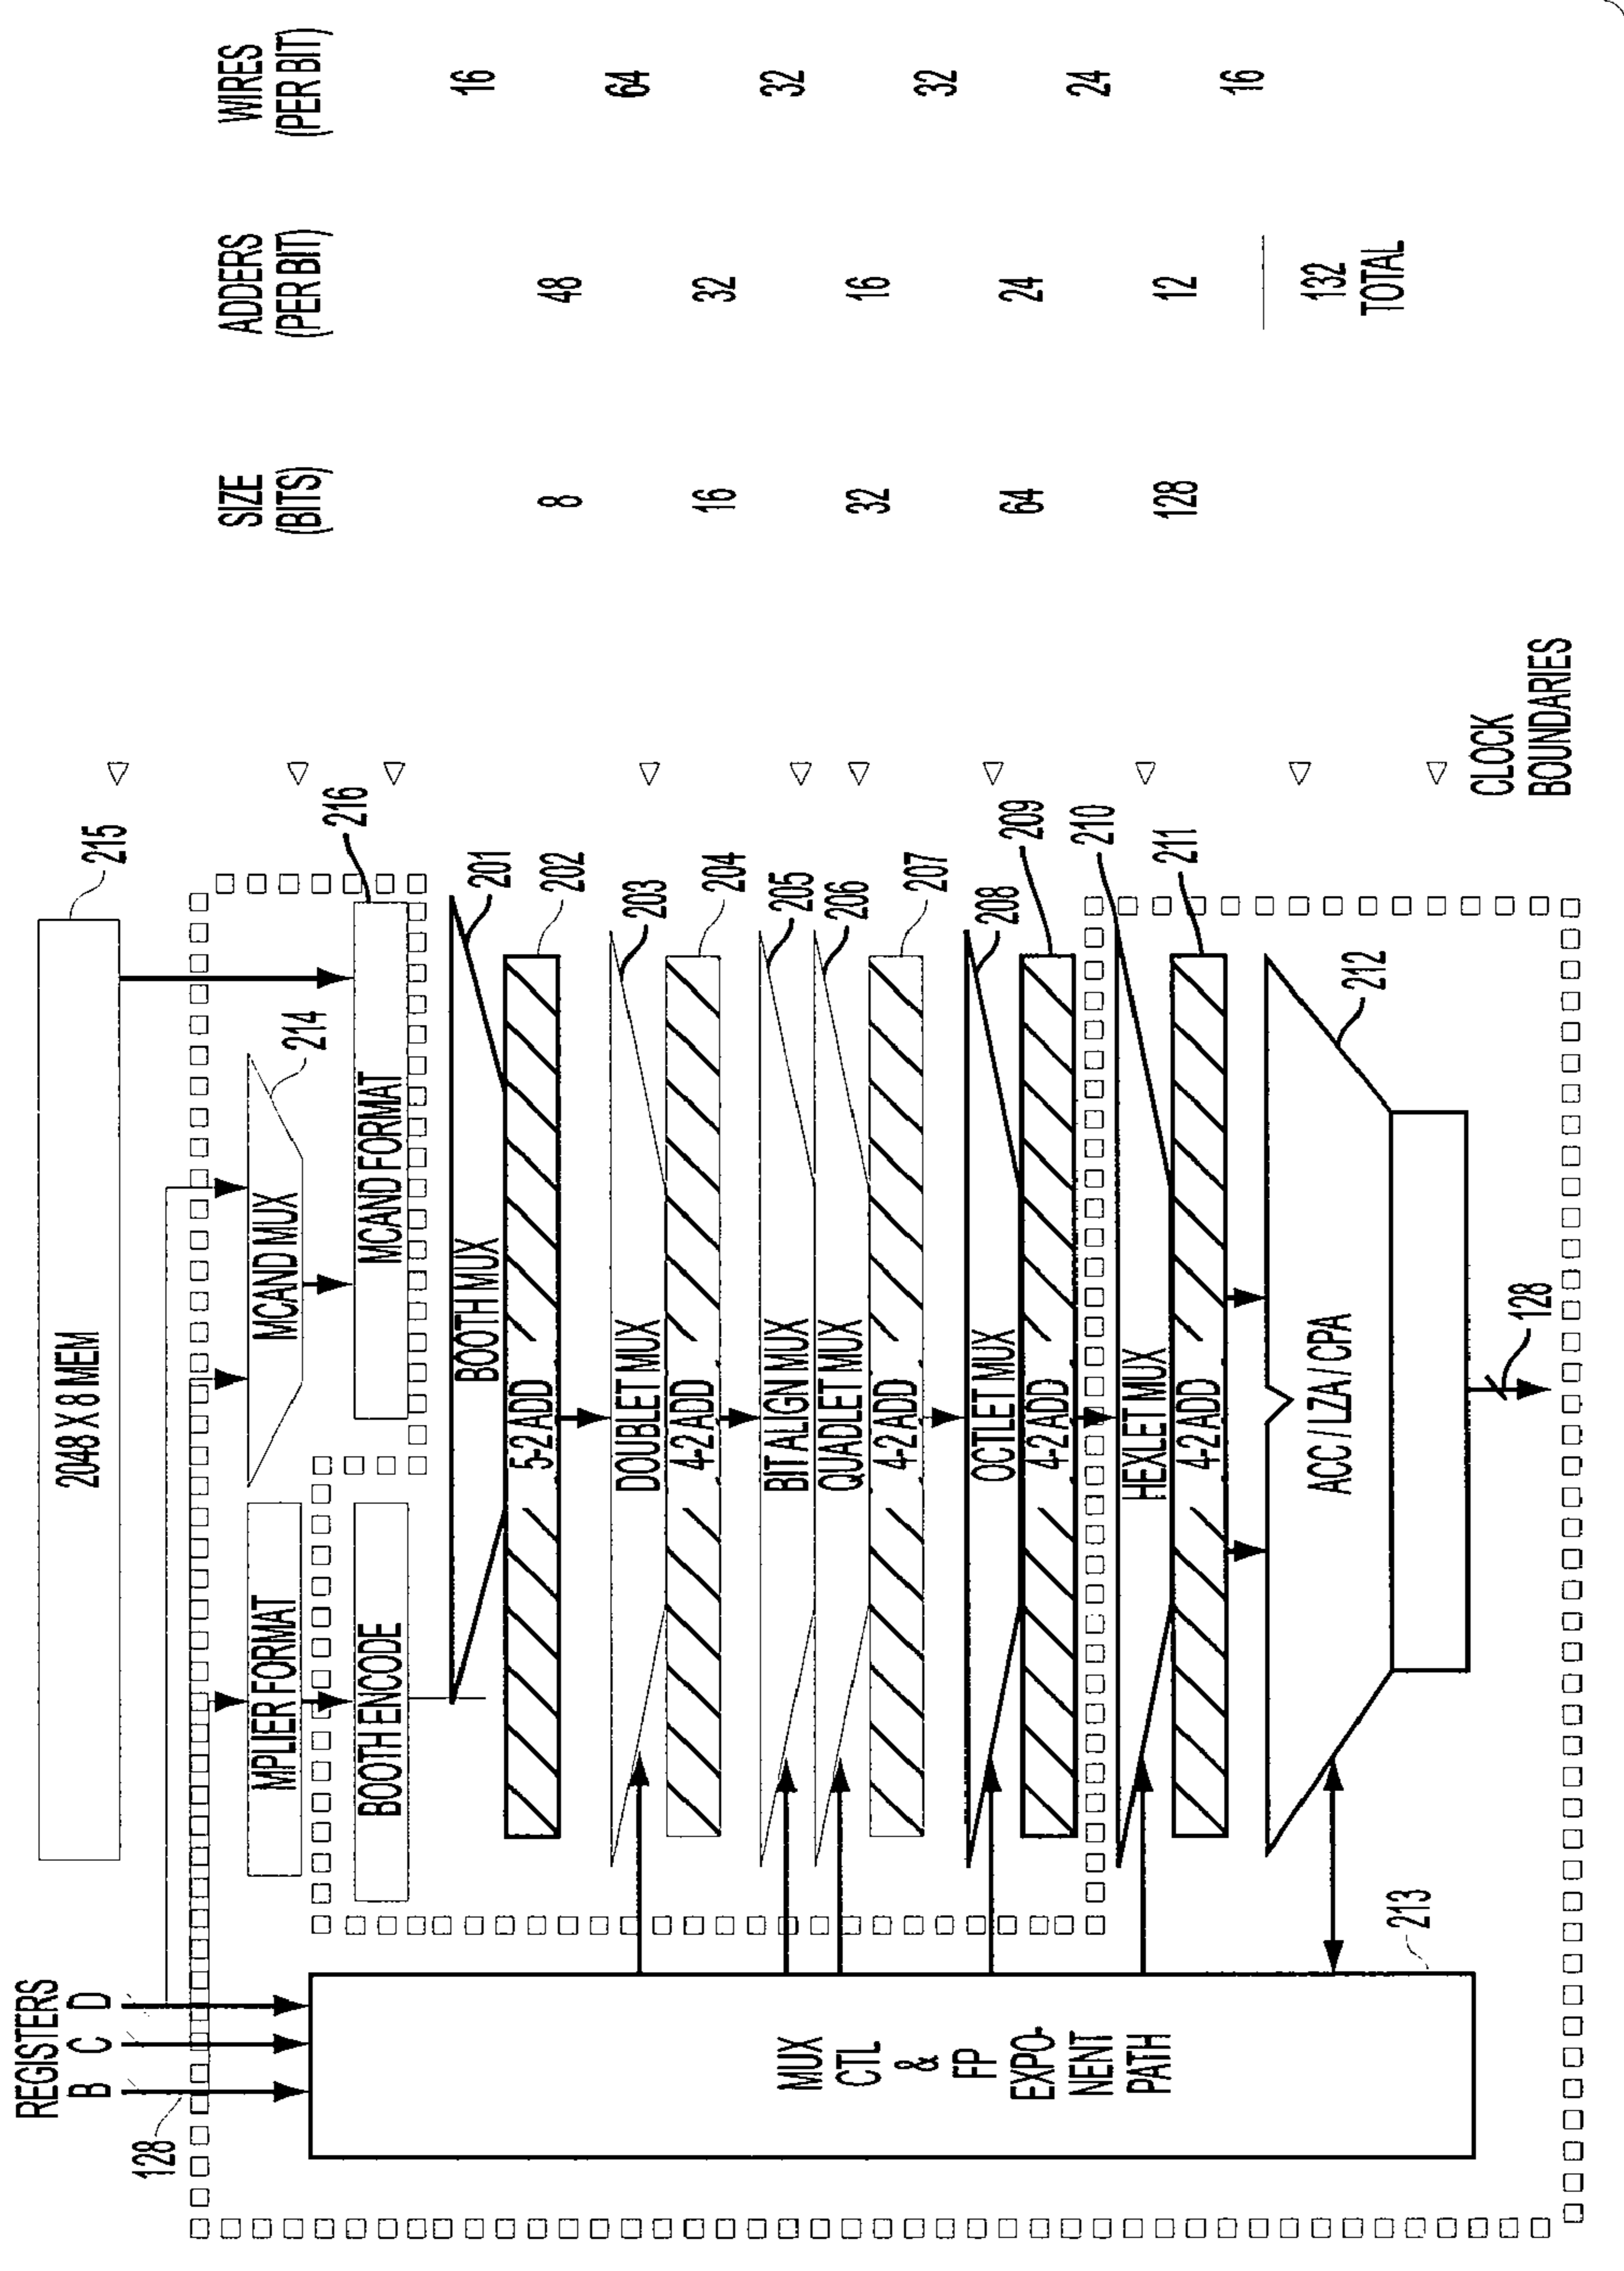 REGISTERS
B C D
128
2048 X 8 MEM
215
MPLIER FORMAT
MCAND MUX
214
BOOTH ENCODE
MCAND FORMAT
216
BOOTH MUX
201
5-2 ADD
202
DOUBLET MUX
203
4-2 ADD
204
BIT ALIGN MUX
205
QUADLET MUX
206
4-2 ADD
207
OCTLET MUX
208
4-2 ADD
209
HEXLET MUX
210
4-2 ADD
211
ACC / LZA / CPA
212
128
MUX
CTL
&
FP
EXPO-
NENT
PATH
213
CLOCK
BOUNDARIES
SIZE
(BITS)
8
16
32
64
128
ADDERS
(PER BIT)
48
32
16
24
12
132
TOTAL
WIRES
(PER BIT)
16
64
32
32
24
16